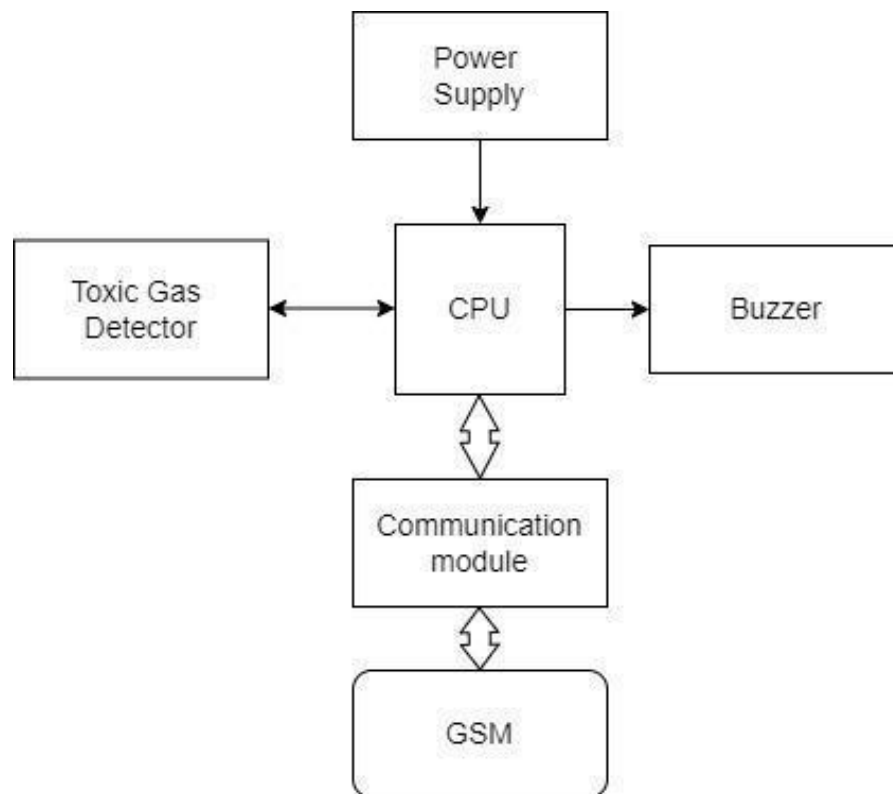 Power
Supply
Toxic Gas
Detector
CPU
Buzzer
Communication
module
GSM